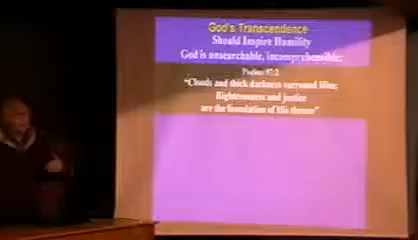 God's Transcendence
Should Inspire Humility
God is unsearchable, incomprehensible;
Psalms 97:2
"Clouds and thick darkness surround Him;
Righteousness and justice
are the foundation of His throne"